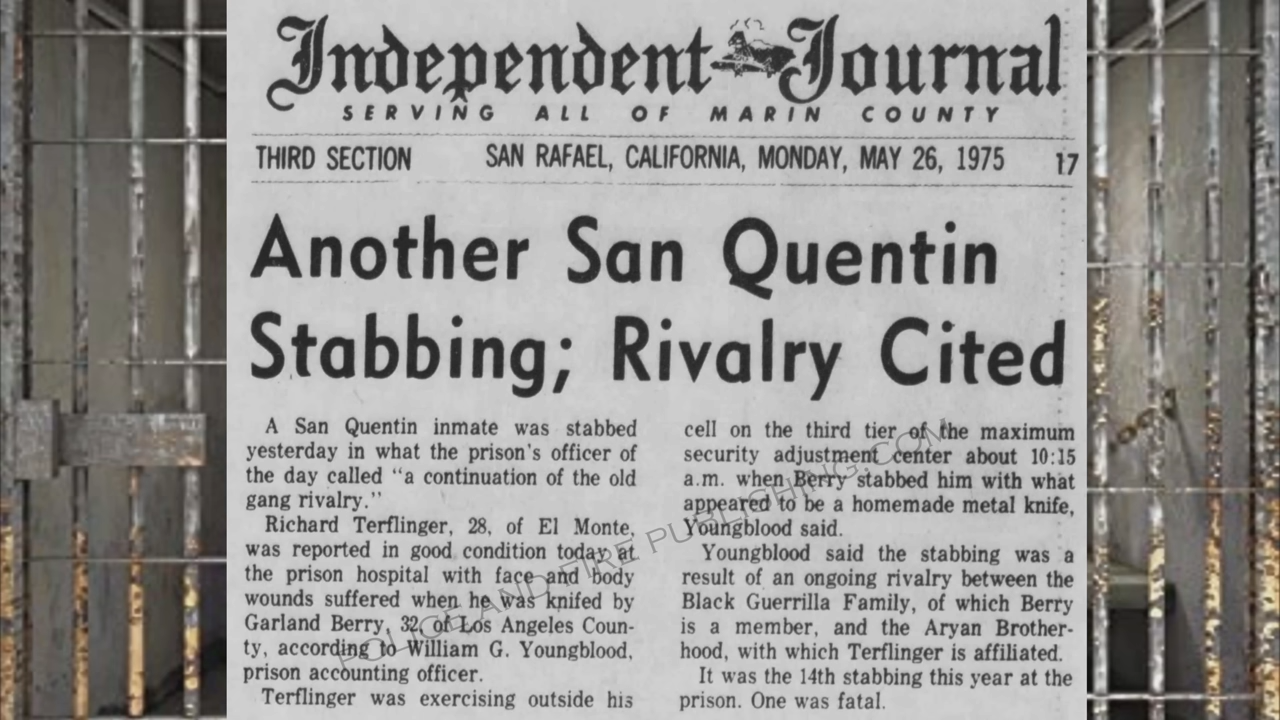 Independent Journal
SERVING ALL OF MARIN COUNTY
THIRD SECTION SAN RAFAEL, CALIFORNIA, MONDAY, MAY 26, 1975 17
Another San Quentin
Stabbing; Rivalry Cited
A San Quentin inmate was stabbed
yesterday in what the prison's officer of
the day called "a continuation of the old
gang rivalry."
Richard Terflinger, 28, of El Monte,
was reported in good condition today at
the prison hospital with face and body
wounds suffered when he was knifed by
Garland Berry, 32, of Los Angeles Coun-
ty, according to William G. Youngblood,
prison accounting officer.
Terflinger was exercising outside his
cell on the third tier of the maximum
security adjustment center about 10:15
a.m. when Berry stabbed him with what
appeared to be a homemade metal knife,
Youngblood said.
Youngblood said the stabbing was a
result of an ongoing rivalry between the
Black Guerrilla Family, of which Berry
is a member, and the Aryan Brother-
hood, with which Terflinger is affiliated.
It was the 14th stabbing this year at the
prison. One was fatal.
POLICE AND FIRE PUBLISHING.COM